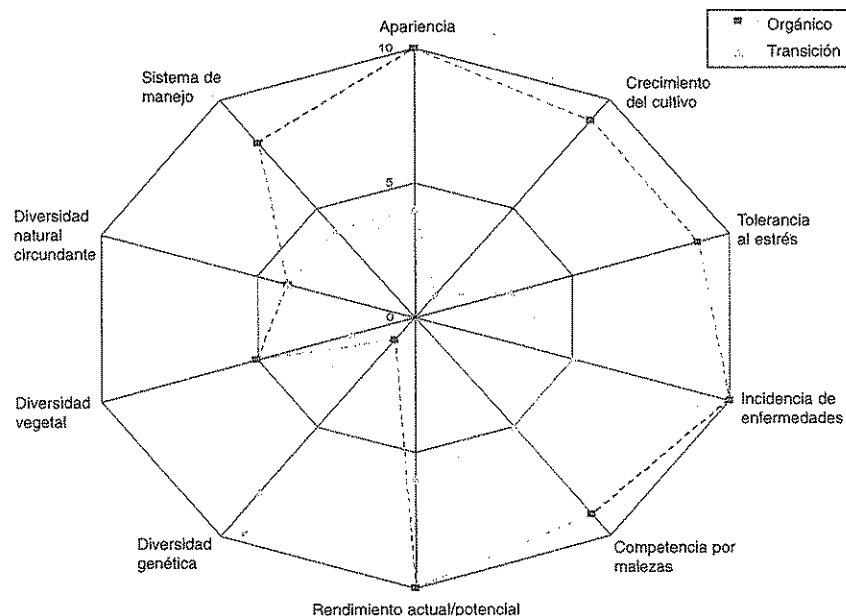 Apariencia
10
Orgánico
Transición
Sistema de
manejo
Crecimiento
del cultivo
5
Diversidad
natural
circundante
Tolerancia
al estrés
0
Diversidad
vegetal
Incidencia de
enfermedades
Diversidad
genética
Competencia por
malezas
Rendimiento actual/potencial